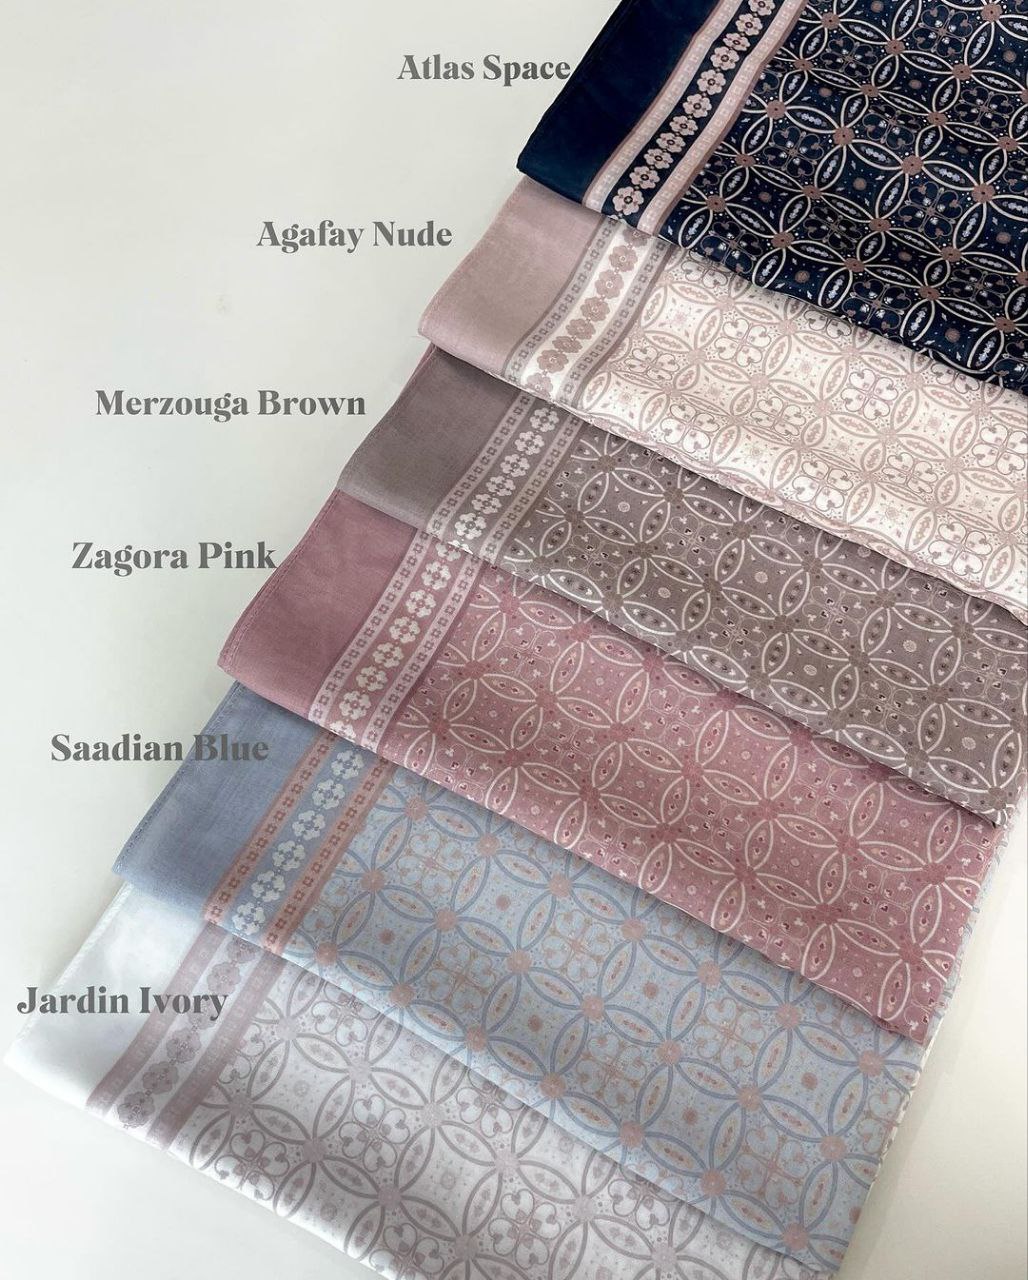 Atlas Space
Agafay Nude
Merzouga Brown
Zagora Pink
Saadian Blue
Jardin Ivory